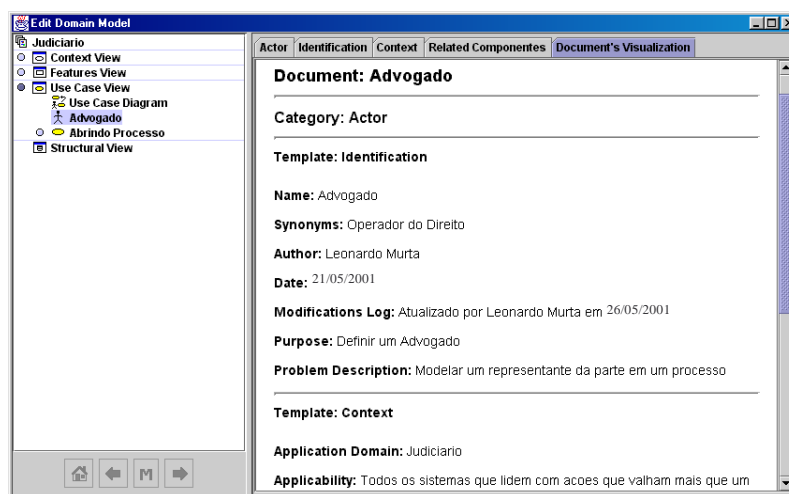 Edit Domain Model
Judiciario
Context View
Features View
Use Case View
Use Case Diagram
Advogado
Abrindo Processo
Structural View
M
Actor Identification Context Related Componentes Document's Visualization
Document: Advogado
Category: Actor
Template: Identification
Name: Advogado
Synonyms: Operador do Direito
Author: Leonardo Murta
Date: 21/05/2001
Modifications Log: Atualizado por Leonardo Murta em 26/05/2001
Purpose: Definir um Advogado
Problem Description: Modelar um representante da parte em um processo
Template: Context
Application Domain: Judiciario
Applicability: Todos os sistemas que lidem com acoes que valham mais que um